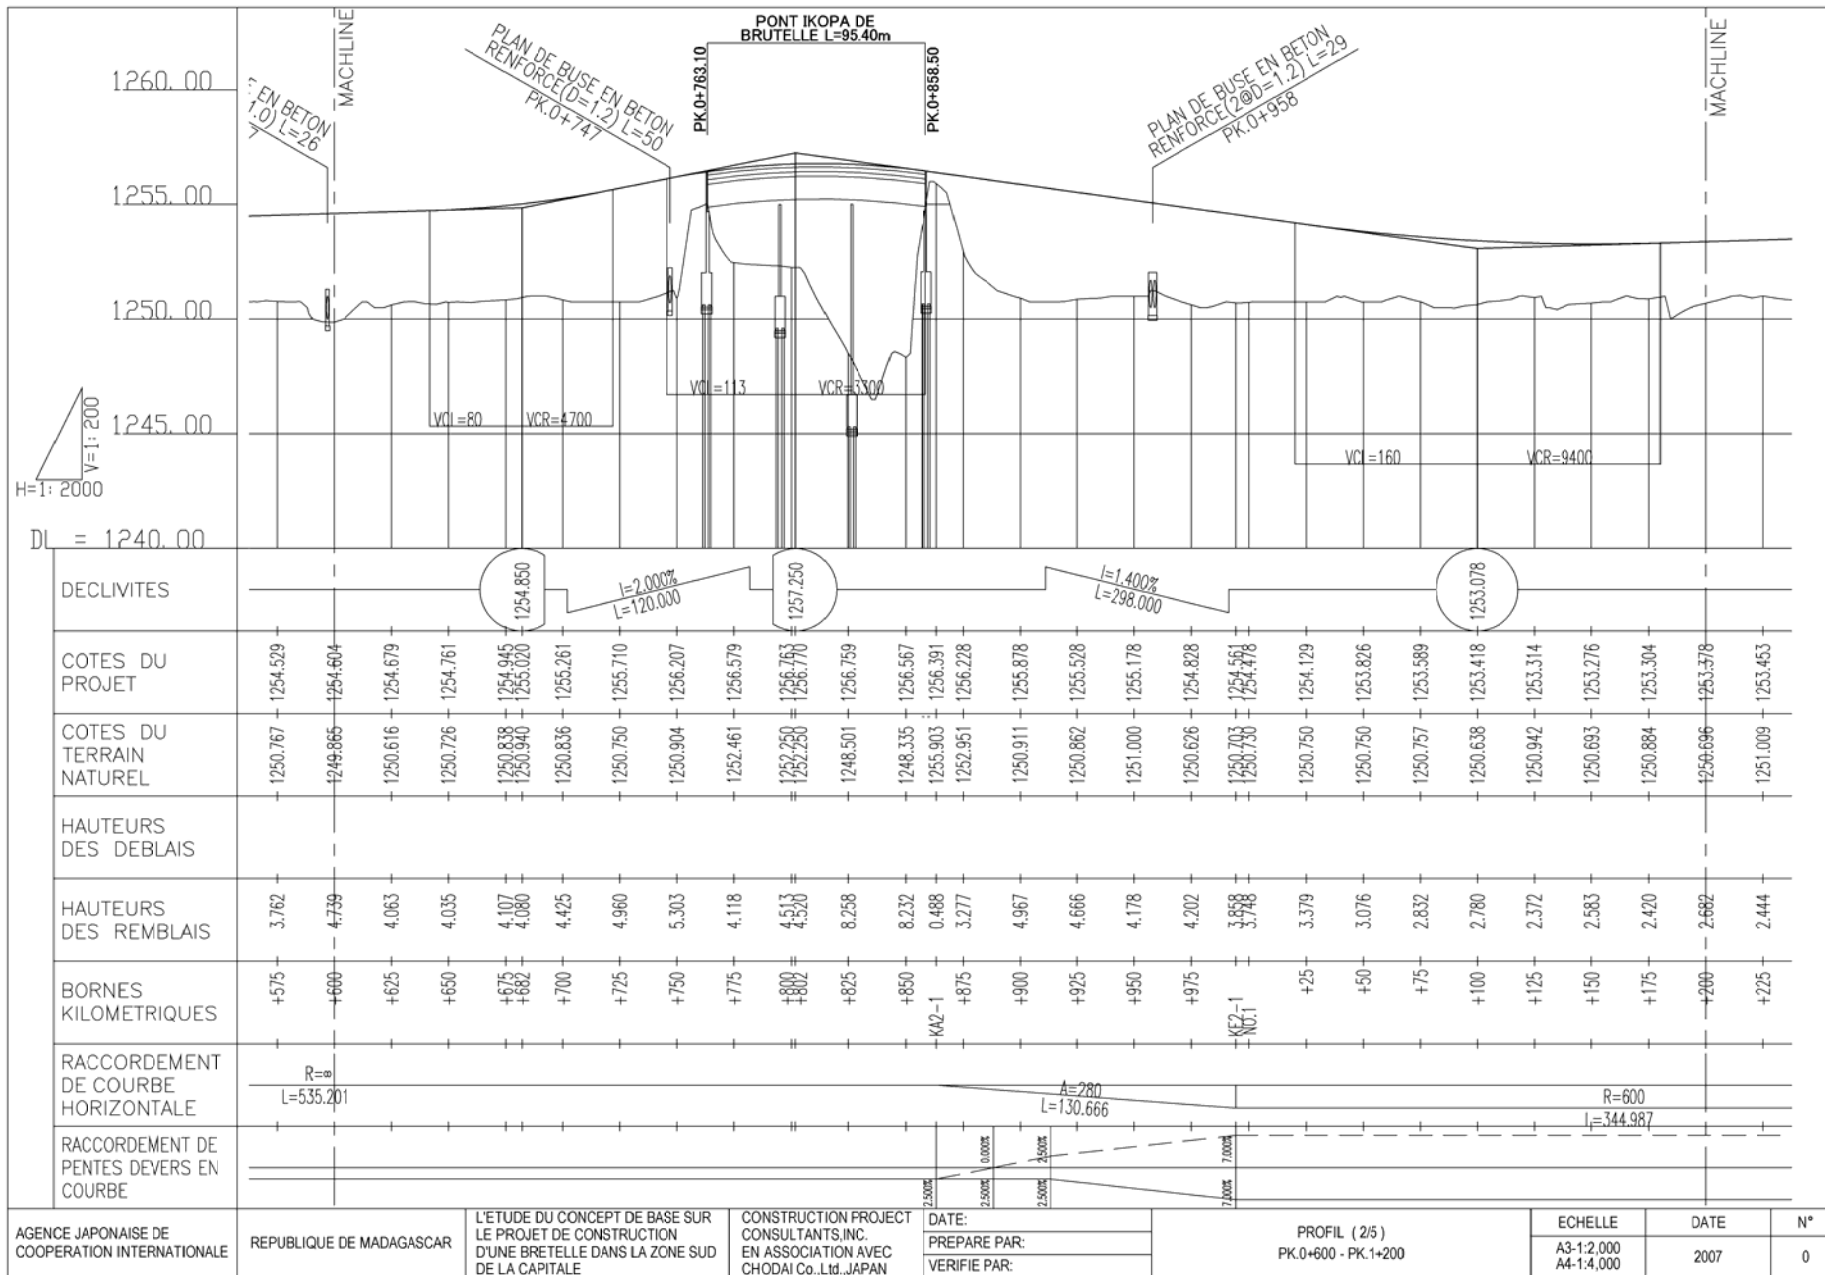 PONT IKOPA DE
BRUTELLE L=95.40m
PK.0+763.10
PK.0+858.50
MACHLINE
MACHLINE
EN BETON
1.0) L=26
7
PLAN DE BUSE EN BETON
RENFORCE(D=1.2) L=50
PK.0+747
PLAN DE BUSE EN BETON
RENFORCE(2@D=1.2) L=29
PK.0+958
1260.00
1255.00
1250.00
1245.00
DL = 1240.00
V=1:200
H=1:2000
VCL=80 VCR=4700
VCL=113 VCR=3300
VCL=160 VCR=9400
DECLIVITES
1254.850
I=2.000%
L=120.000
1257.250
I=1.400%
L=298.000
1253.078
COTES DU
PROJET
1254.529 1254.604 1254.679 1254.761 1254.945 1255.020 1255.261 1255.710 1256.207 1256.579 1256.763 1256.770 1256.759 1256.567 1256.391 1256.228 1255.878 1255.528 1255.178 1254.828 1254.561 1254.478 1254.129 1253.826 1253.589 1253.418 1253.314 1253.276 1253.304 1253.378 1253.453
COTES DU
TERRAIN
NATUREL
1250.767 1249.865 1250.616 1250.726 1250.838 1250.940 1250.836 1250.750 1250.904 1252.461 1252.250 1252.250 1248.501 1248.335 1255.903 1252.951 1250.911 1250.862 1251.000 1250.626 1250.703 1250.730 1250.750 1250.750 1250.757 1250.638 1250.942 1250.693 1250.884 1250.696 1251.009
HAUTEURS
DES DEBLAIS
HAUTEURS
DES REMBLAIS
3.762 4.739 4.063 4.035 4.107 4.080 4.425 4.960 5.303 4.118 4.513 4.520 8.258 8.232 0.488 3.277 4.967 4.666 4.178 4.202 3.858 3.748 3.379 3.076 2.832 2.780 2.372 2.583 2.420 2.682 2.444
BORNES
KILOMETRIQUES
+575 +600 +625 +650 +675 +682 +700 +725 +750 +775 +800 +802 +825 +850 KA2-1 +875 +900 +925 +950 +975 KE2-1 NO.1 +25 +50 +75 +100 +125 +150 +175 +200 +225
RACCORDEMENT
DE COURBE
HORIZONTALE
R=∞
L=535.201
A=280
L=130.666
R=600
L=344.987
RACCORDEMENT DE
PENTES DEVERS EN
COURBE
0.000% 2.500% 7.000%
2.500% 2.500% 2.500% 7.000%
AGENCE JAPONAISE DE
COOPERATION INTERNATIONALE
REPUBLIQUE DE MADAGASCAR
L'ETUDE DU CONCEPT DE BASE SUR
LE PROJET DE CONSTRUCTION
D'UNE BRETELLE DANS LA ZONE SUD
DE LA CAPITALE
CONSTRUCTION PROJECT
CONSULTANTS,INC.
EN ASSOCIATION AVEC
CHODAI Co.,Ltd.,JAPAN
DATE:
PREPARE PAR:
VERIFIE PAR:
PROFIL ( 2/5 )
PK.0+600 - PK.1+200
ECHELLE
A3-1:2,000
A4-1:4,000
DATE
2007
N°
0